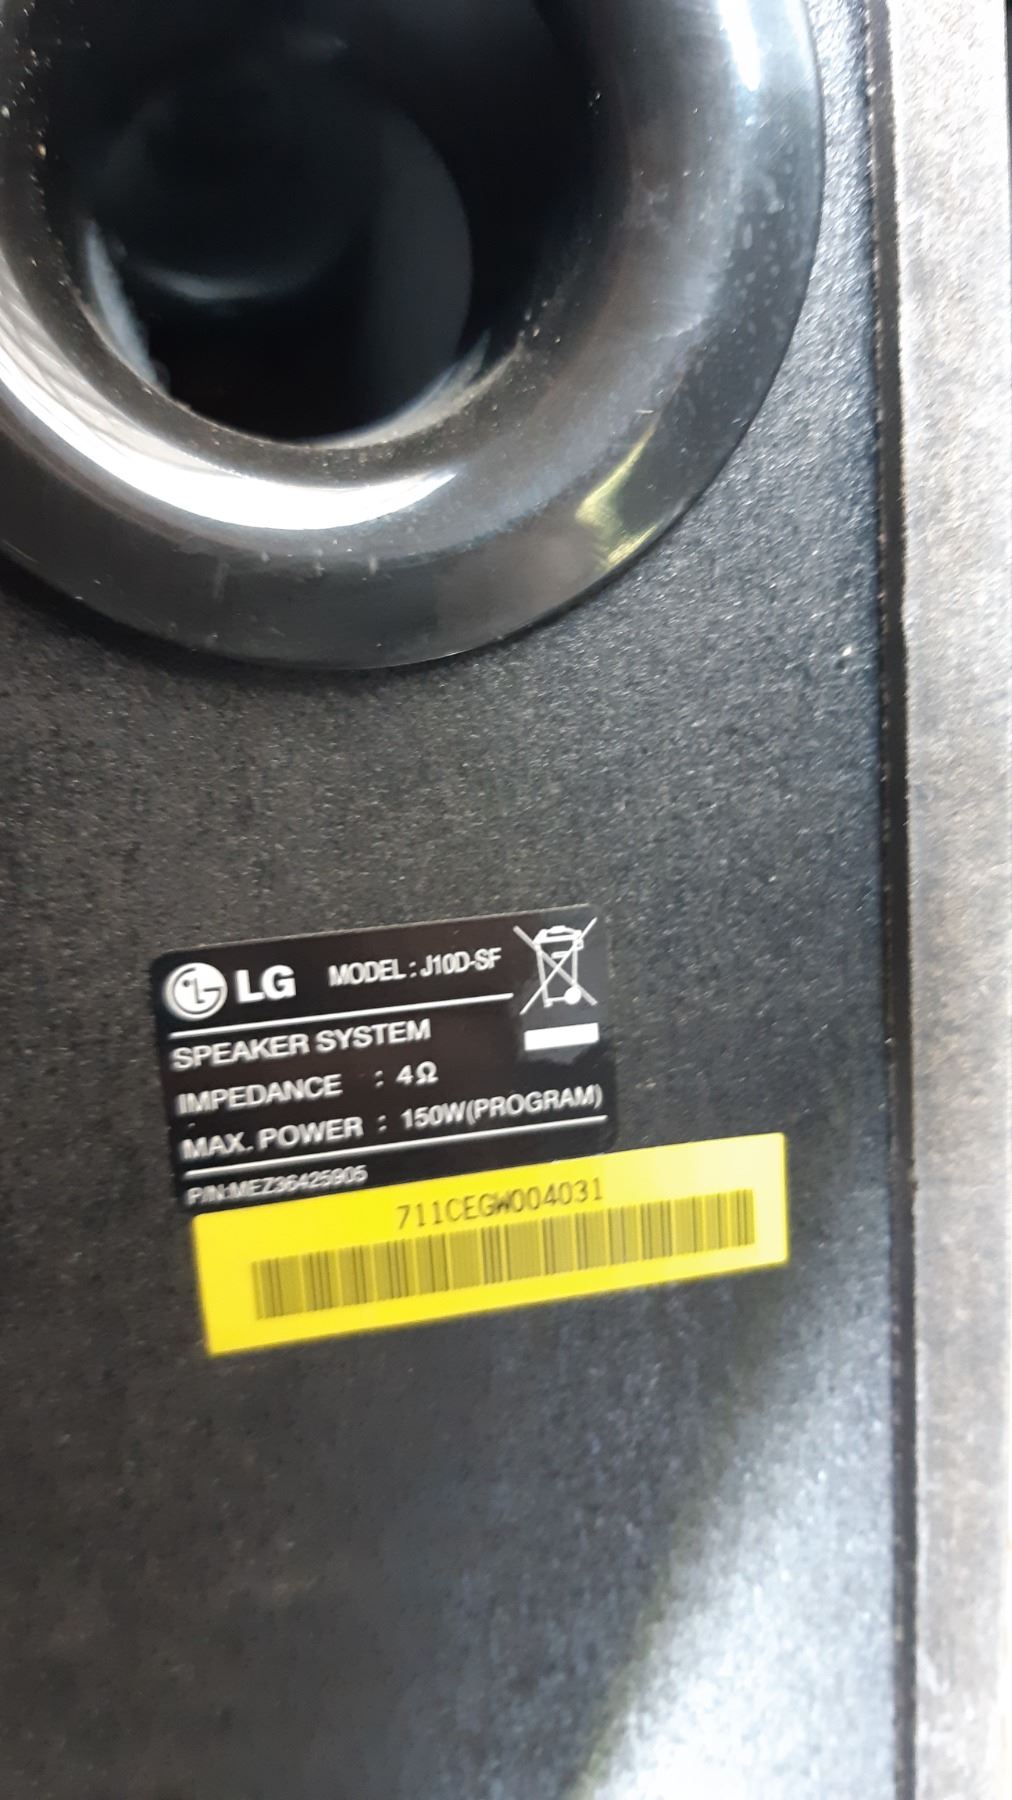 LG MODEL : J10D-SF
SPEAKER SYSTEM
IMPEDANCE : 4Ω
MAX. POWER : 150W(PROGRAM)
P/N:MEZ36425905
711CEGW004031